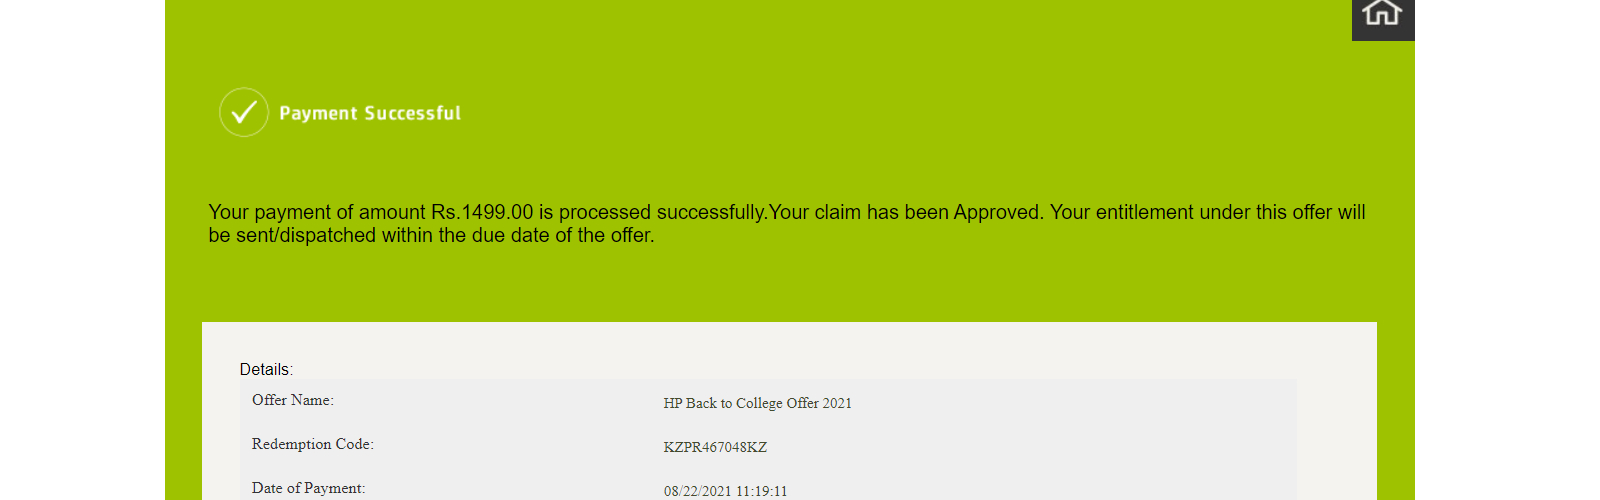 Payment Successful
Your payment of amount Rs.1499.00 is processed successfully.Your claim has been Approved. Your entitlement under this offer will
be sent/dispatched within the due date of the offer.
Details:
Offer Name: HP Back to College Offer 2021
Redemption Code: KZPR467048KZ
Date of Payment: 08/22/2021 11:19:11